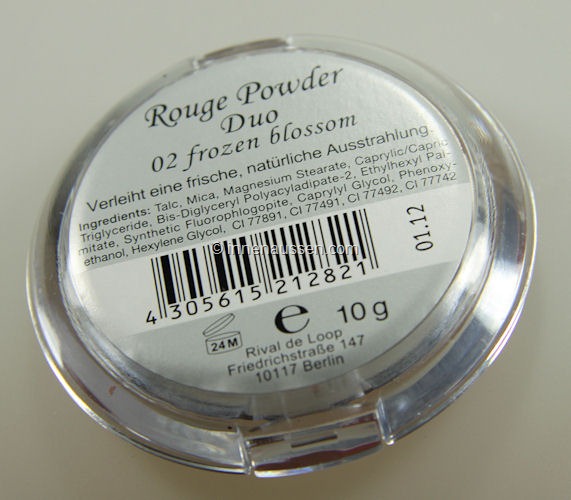 Rouge Powder
Duo
02 frozen blossom
Verleiht eine frische, natürliche Ausstrahlung.
Ingredients: Talc, Mica, Magnesium Stearate, Caprylic/Capric
Triglyceride, Bis-Diglyceryl Polyacyladipate-2, Ethylhexyl Pal-
mitate, Synthetic Fluorophlogopite, Caprylyl Glycol, Phenoxy-
ethanol, Hexylene Glycol, CI 77891, CI 77491, CI 77492, CI 77742
01.12
© Innenaussen.com
4 305615 212821
24 M
e 10 g
Rival de Loop
Friedrichstraße 147
10117 Berlin